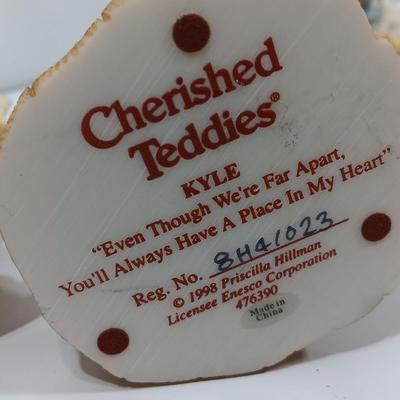 Cherished
Teddies®
KYLE
"Even Though We're Far Apart,
You'll Always Have A Place In My Heart"
Reg. No. 8H41023
© 1998 Priscilla Hillman
Licensee Enesco Corporation
476390
Made in
China